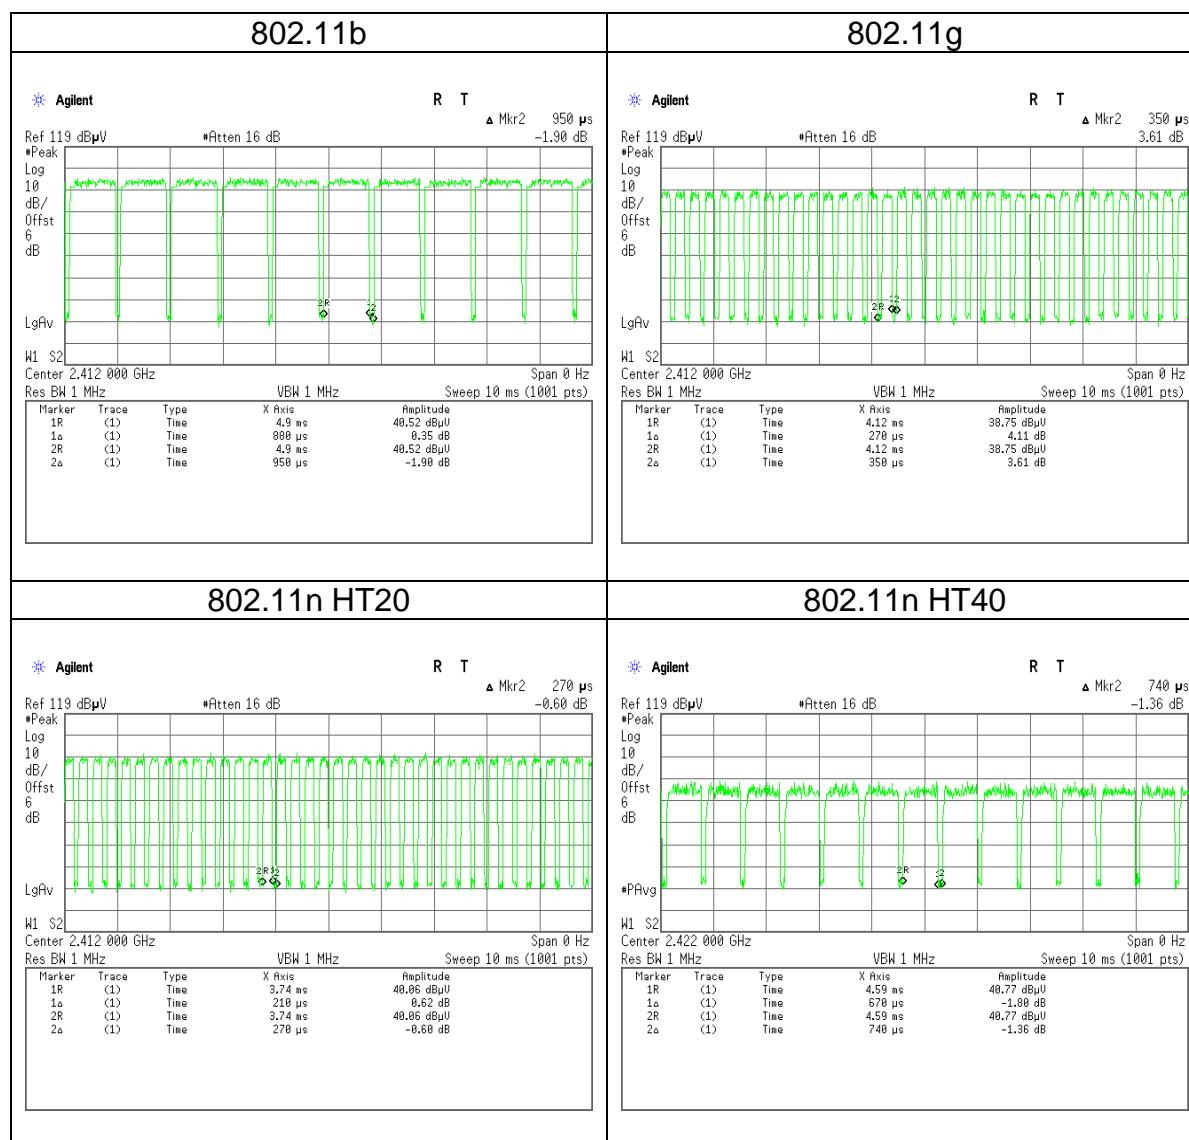 802.11b
Agilent R T
Δ Mkr2 950 µs
Ref 119 dBµV #Atten 16 dB -1.90 dB
#Peak
Log
10
dB/
Offst
6
dB
2R 1 2
LgAv
W1 S2
Center 2.412 000 GHz Span 0 Hz
Res BW 1 MHz VBW 1 MHz Sweep 10 ms (1001 pts)
Marker Trace Type X Axis Amplitude
1R (1) Time 4.9 ms 40.52 dBµV
1Δ (1) Time 880 µs 0.35 dB
2R (1) Time 4.9 ms 40.52 dBµV
2Δ (1) Time 950 µs -1.90 dB
802.11g
Agilent R T
Δ Mkr2 350 µs
Ref 119 dBµV #Atten 16 dB 3.61 dB
#Peak
Log
10
dB/
Offst
6
dB
2R 1 2
LgAv
W1 S2
Center 2.412 000 GHz Span 0 Hz
Res BW 1 MHz VBW 1 MHz Sweep 10 ms (1001 pts)
Marker Trace Type X Axis Amplitude
1R (1) Time 4.12 ms 38.75 dBµV
1Δ (1) Time 270 µs 4.11 dB
2R (1) Time 4.12 ms 38.75 dBµV
2Δ (1) Time 350 µs 3.61 dB
802.11n HT20
Agilent R T
Δ Mkr2 270 µs
Ref 119 dBµV #Atten 16 dB -0.60 dB
#Peak
Log
10
dB/
Offst
6
dB
2R 1 2
LgAv
W1 S2
Center 2.412 000 GHz Span 0 Hz
Res BW 1 MHz VBW 1 MHz Sweep 10 ms (1001 pts)
Marker Trace Type X Axis Amplitude
1R (1) Time 3.74 ms 40.06 dBµV
1Δ (1) Time 210 µs 0.62 dB
2R (1) Time 3.74 ms 40.06 dBµV
2Δ (1) Time 270 µs -0.60 dB
802.11n HT40
Agilent R T
Δ Mkr2 740 µs
Ref 119 dBµV #Atten 16 dB -1.36 dB
#Peak
Log
10
dB/
Offst
6
dB
2R 1 2
#PAvg
W1 S2
Center 2.422 000 GHz Span 0 Hz
Res BW 1 MHz VBW 1 MHz Sweep 10 ms (1001 pts)
Marker Trace Type X Axis Amplitude
1R (1) Time 4.59 ms 40.77 dBµV
1Δ (1) Time 670 µs -1.80 dB
2R (1) Time 4.59 ms 40.77 dBµV
2Δ (1) Time 740 µs -1.36 dB